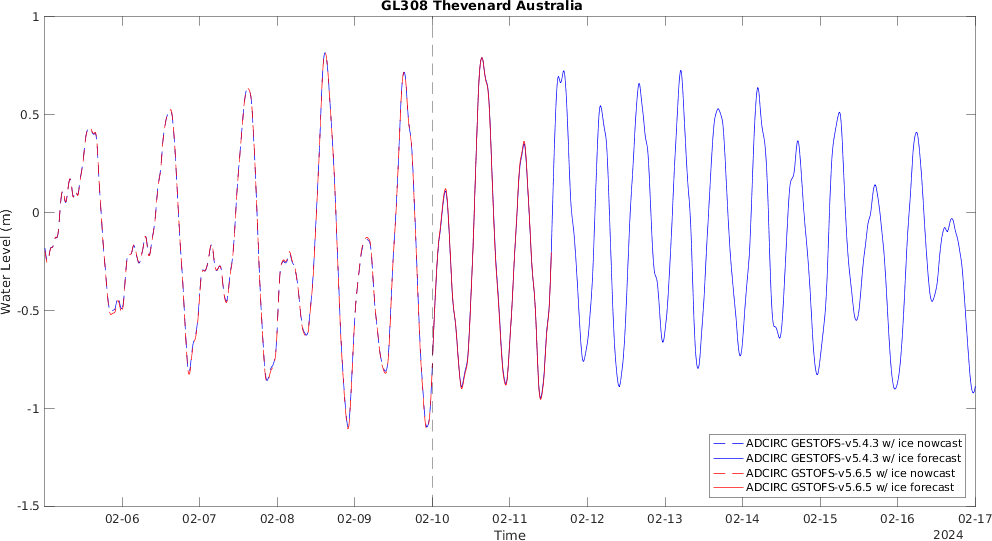 GL308 Thevenard Australia
Water Level (m)
1
0.5
0
-0.5
-1
-1.5
02-06 02-07 02-08 02-09 02-10 02-11 02-12 02-13 02-14 02-15 02-16 02-17
Time
2024
ADCIRC GESTOFS-v5.4.3 w/ ice nowcast
ADCIRC GESTOFS-v5.4.3 w/ ice forecast
ADCIRC GSTOFS-v5.6.5 w/ ice nowcast
ADCIRC GSTOFS-v5.6.5 w/ ice forecast